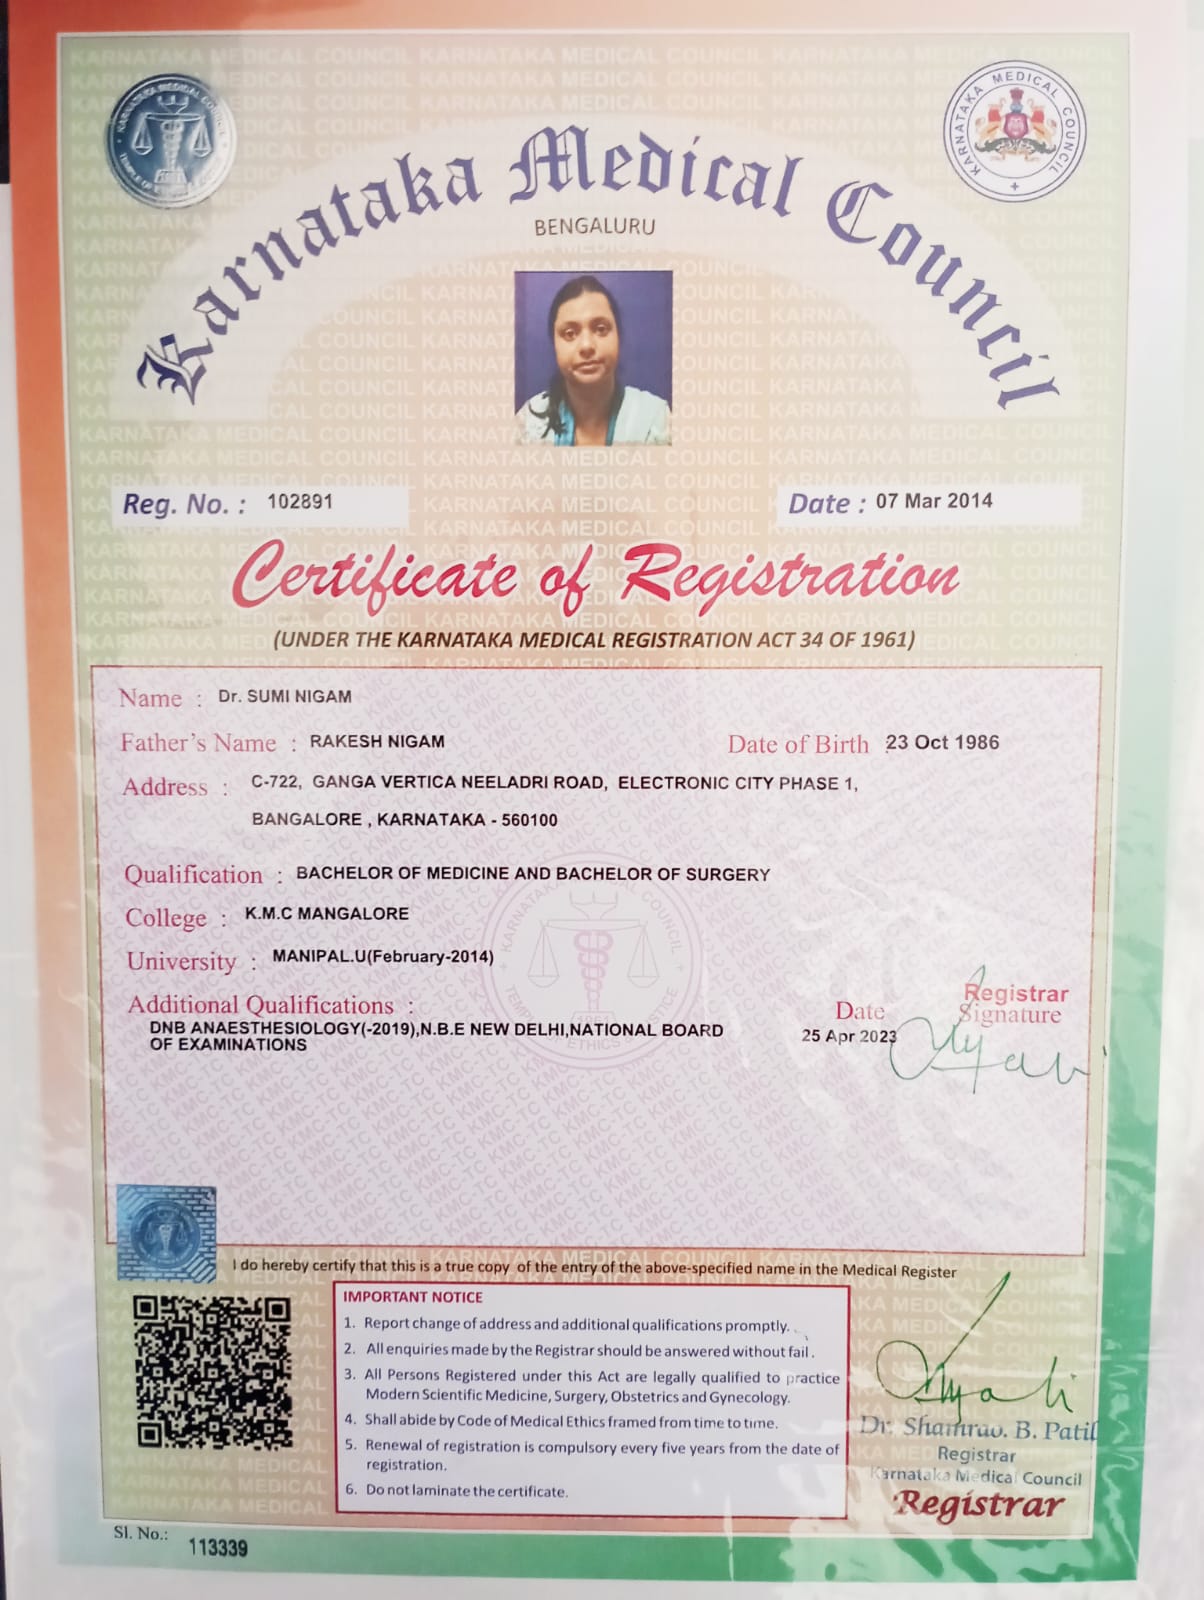 KARNATAKA MEDICAL COUNCIL
Karnataka Medical Council
BENGALURU
Reg. No. : 102891
Date : 07 Mar 2014
Certificate of Registration
(UNDER THE KARNATAKA MEDICAL REGISTRATION ACT 34 OF 1961)
Name : Dr. SUMI NIGAM
Father's Name : RAKESH NIGAM
Date of Birth 23 Oct 1986
Address : C-722, GANGA VERTICA NEELADRI ROAD, ELECTRONIC CITY PHASE 1,
BANGALORE , KARNATAKA - 560100
Qualification : BACHELOR OF MEDICINE AND BACHELOR OF SURGERY
College : K.M.C MANGALORE
University : MANIPAL.U(February-2014)
Additional Qualifications :
DNB ANAESTHESIOLOGY(-2019),N.B.E NEW DELHI,NATIONAL BOARD
OF EXAMINATIONS
Date
25 Apr 2023
Registrar
Signature
I do hereby certify that this is a true copy of the entry of the above-specified name in the Medical Register
IMPORTANT NOTICE
1. Report change of address and additional qualifications promptly.
2. All enquiries made by the Registrar should be answered without fail.
3. All Persons Registered under this Act are legally qualified to practice
Modern Scientific Medicine, Surgery, Obstetrics and Gynecology.
4. Shall abide by Code of Medical Ethics framed from time to time.
5. Renewal of registration is compulsory every five years from the date of
registration.
6. Do not laminate the certificate.
Dr. Shamrao. B. Patil
Registrar
Karnataka Medical Council
Registrar
Sl. No.: 113339